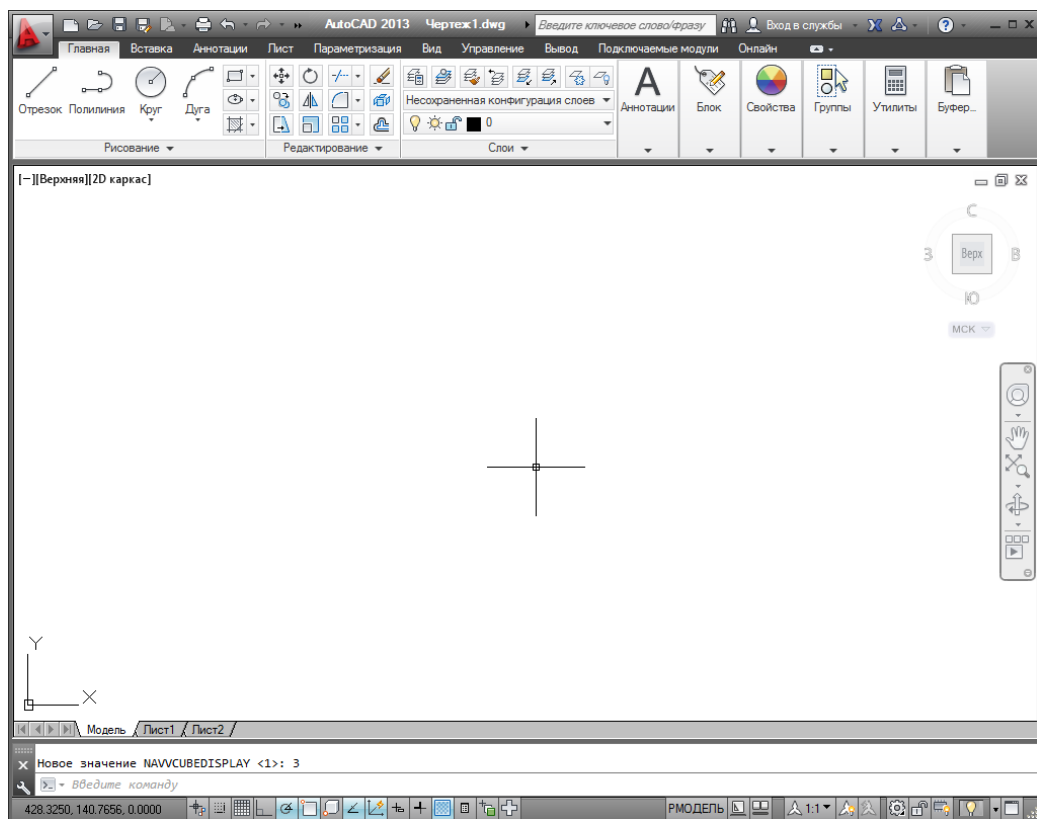 AutoCAD 2013 Чертеж1.dwg Введите ключевое слово/фразу Вход в службы
Главная Вставка Аннотации Лист Параметризация Вид Управление Вывод Подключаемые модули Онлайн
Отрезок Полилиния Круг Дуга
Несохраненная конфигурация слоев
0
А Аннотации Блок Свойства Группы Утилиты Буфер...
Рисование Редактирование Слои
[−][Верхняя][2D каркас]
С
З Верх В
Ю
МСК
Y
X
Модель Лист1 Лист2
Новое значение NAVVCUBEDISPLAY <1>: 3
Введите команду
428.3250, 140.7656, 0.0000 РМОДЕЛЬ 1:1